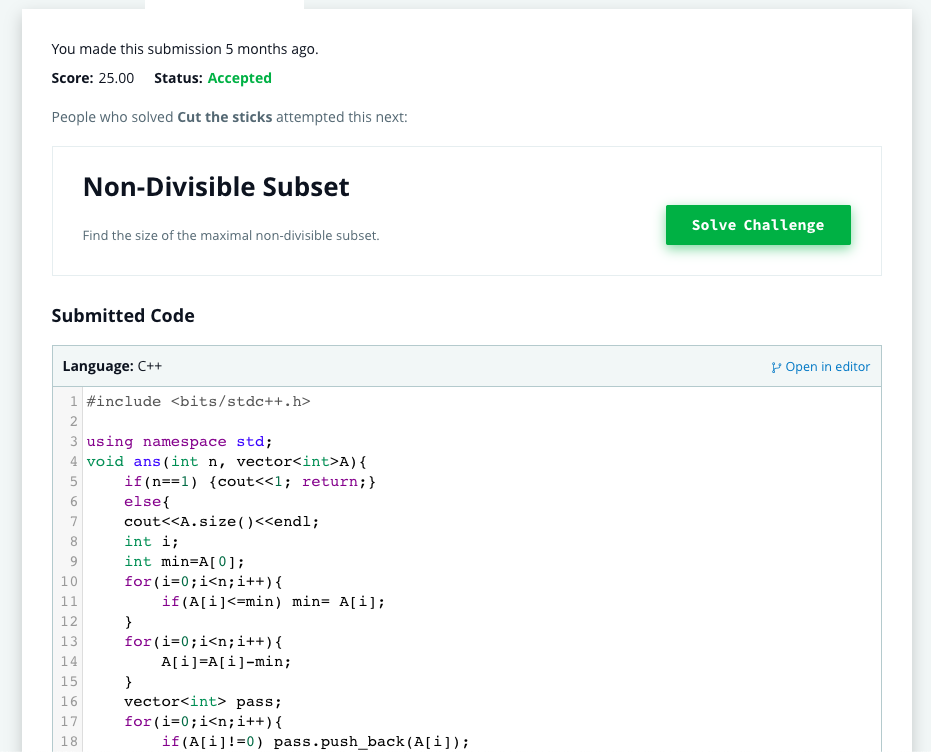 You made this submission 5 months ago.
Score: 25.00 Status: Accepted
People who solved Cut the sticks attempted this next:
Non-Divisible Subset
Solve Challenge
Find the size of the maximal non-divisible subset.
Submitted Code
Language: C++ Open in editor
1 #include <bits/stdc++.h>
2
3 using namespace std;
4 void ans(int n, vector<int>A){
5     if(n==1) {cout<<1; return;}
6     else{
7     cout<<A.size()<<endl;
8     int i;
9     int min=A[0];
10     for(i=0;i<n;i++){
11         if(A[i]<=min) min= A[i];
12     }
13     for(i=0;i<n;i++){
14         A[i]=A[i]-min;
15     }
16     vector<int> pass;
17     for(i=0;i<n;i++){
18         if(A[i]!=0) pass.push_back(A[i]);